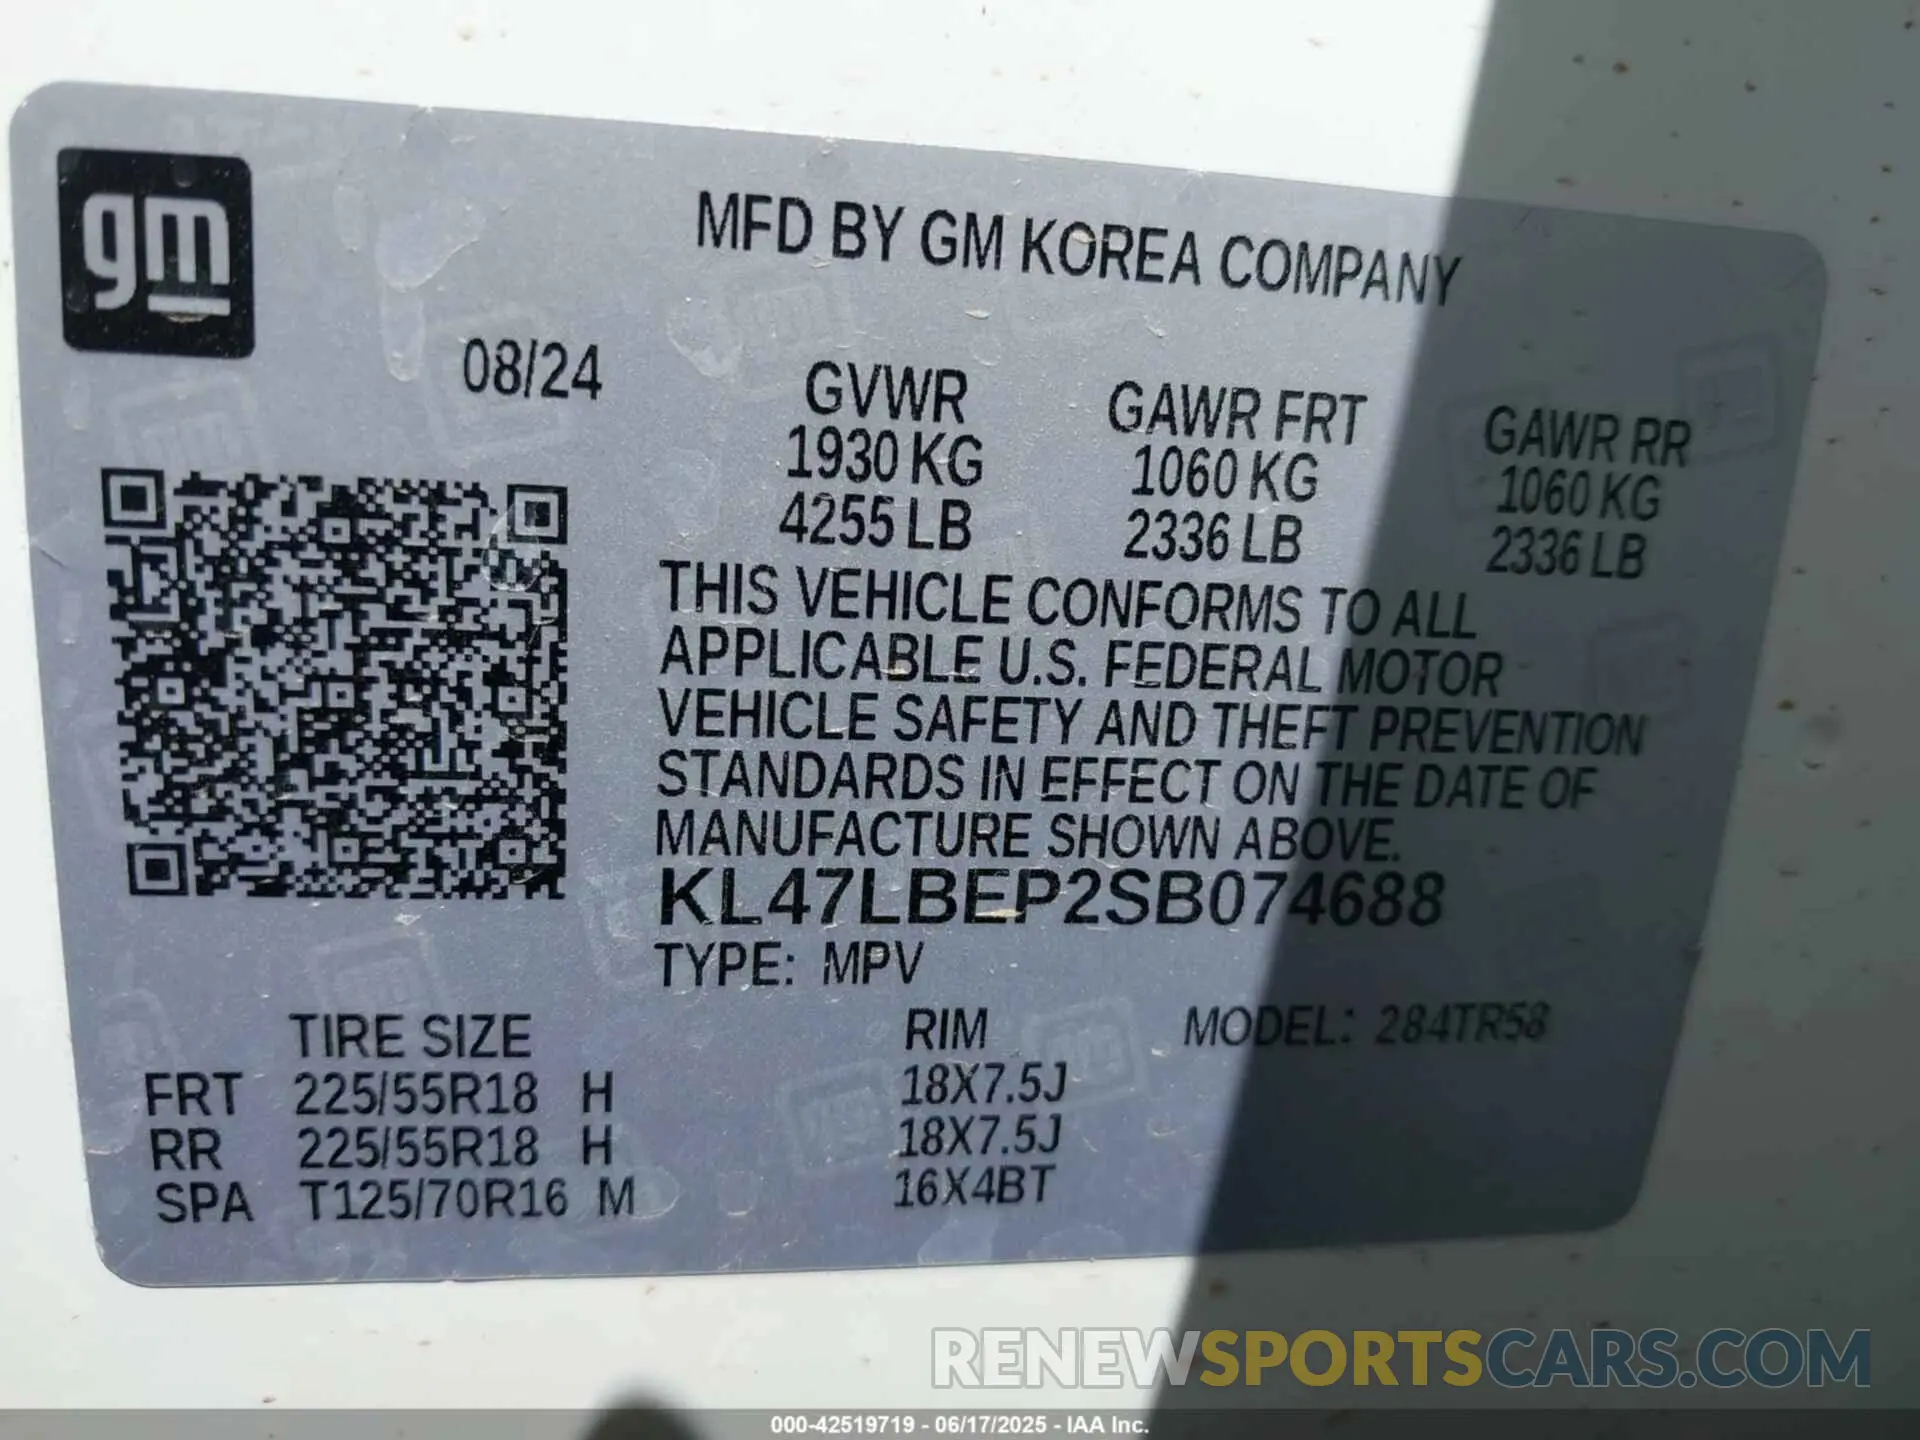 gm
MFD BY GM KOREA COMPANY
08/24
GVWR GAWR FRT GAWR RR
1930 KG 1060 KG 1060 KG
4255 LB 2336 LB 2336 LB
THIS VEHICLE CONFORMS TO ALL
APPLICABLE U.S. FEDERAL MOTOR
VEHICLE SAFETY AND THEFT PREVENTION
STANDARDS IN EFFECT ON THE DATE OF
MANUFACTURE SHOWN ABOVE.
KL47LBEP2SB074688
TYPE: MPV
TIRE SIZE RIM MODEL: 284TR58
FRT 225/55R18 H 18X7.5J
RR 225/55R18 H 18X7.5J
SPA T125/70R16 M 16X4BT
RENEWSPORTSCARS.COM
000-42519719 - 06/17/2025 - IAA Inc.